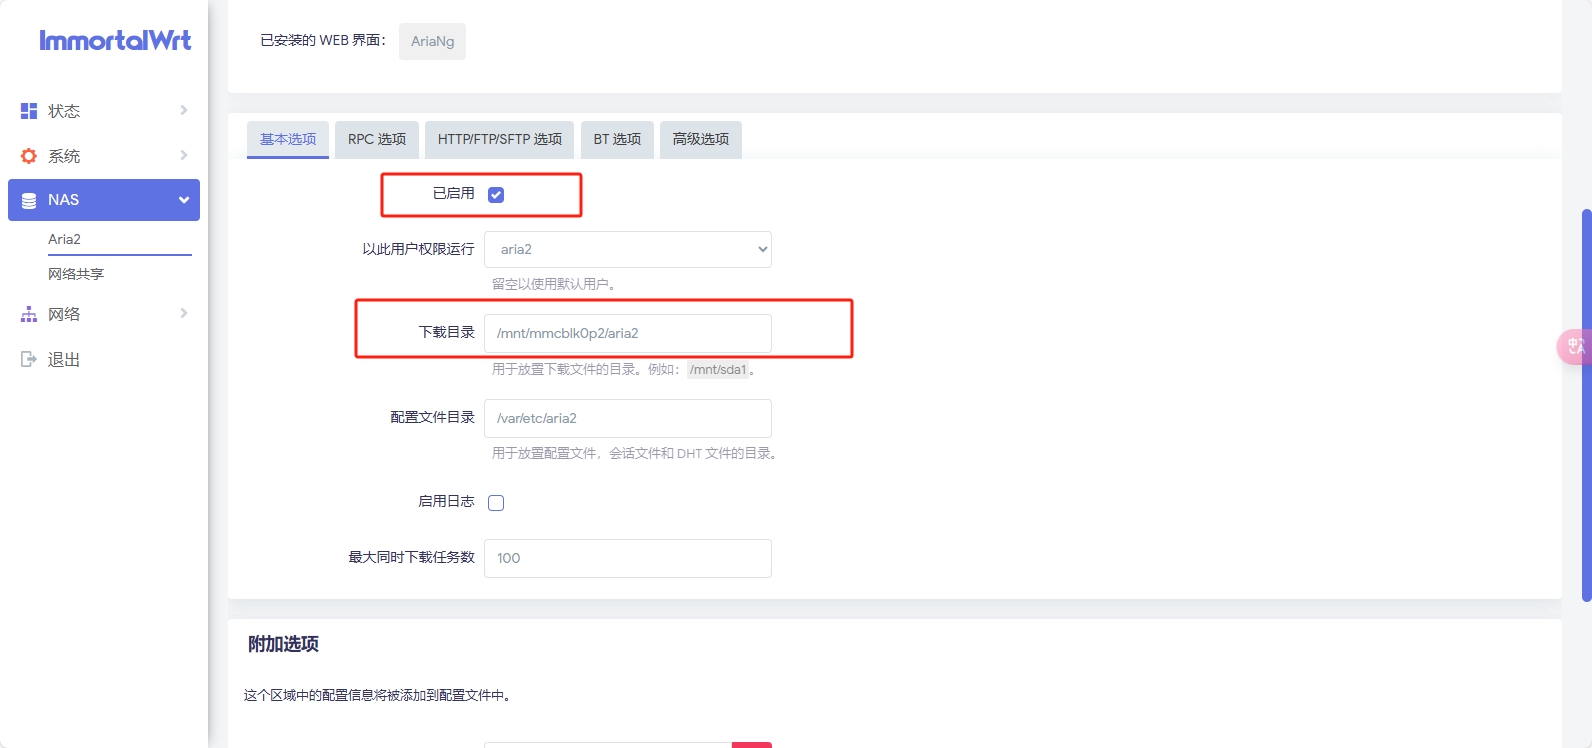 ImmortalWrt
状态
系统
NAS
Aria2
网络共享
网络
退出
已安装的 WEB 界面： AriaNg
基本选项 RPC 选项 HTTP/FTP/SFTP 选项 BT 选项 高级选项
已启用
以此用户权限运行 aria2
留空以使用默认用户。
下载目录 /mnt/mmcblk0p2/aria2
用于放置下载文件的目录。例如： /mnt/sda1 。
配置文件目录 /var/etc/aria2
用于放置配置文件，会话文件和 DHT 文件的目录。
启用日志
最大同时下载任务数 100
附加选项
这个区域中的配置信息将被添加到配置文件中。
中A